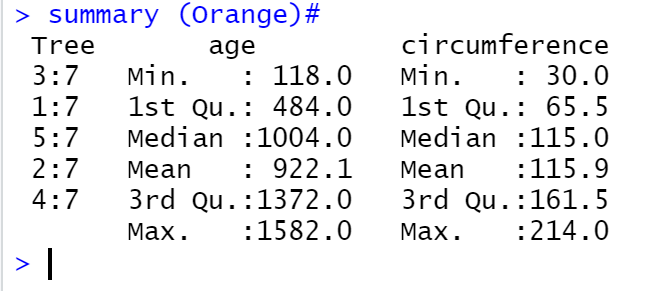 > summary (Orange)#
 Tree       age         circumference
 3:7   Min.   : 118.0   Min.   : 30.0
 1:7   1st Qu.: 484.0   1st Qu.: 65.5
 5:7   Median :1004.0   Median :115.0
 2:7   Mean   : 922.1   Mean   :115.9
 4:7   3rd Qu.:1372.0   3rd Qu.:161.5
       Max.   :1582.0   Max.   :214.0
>